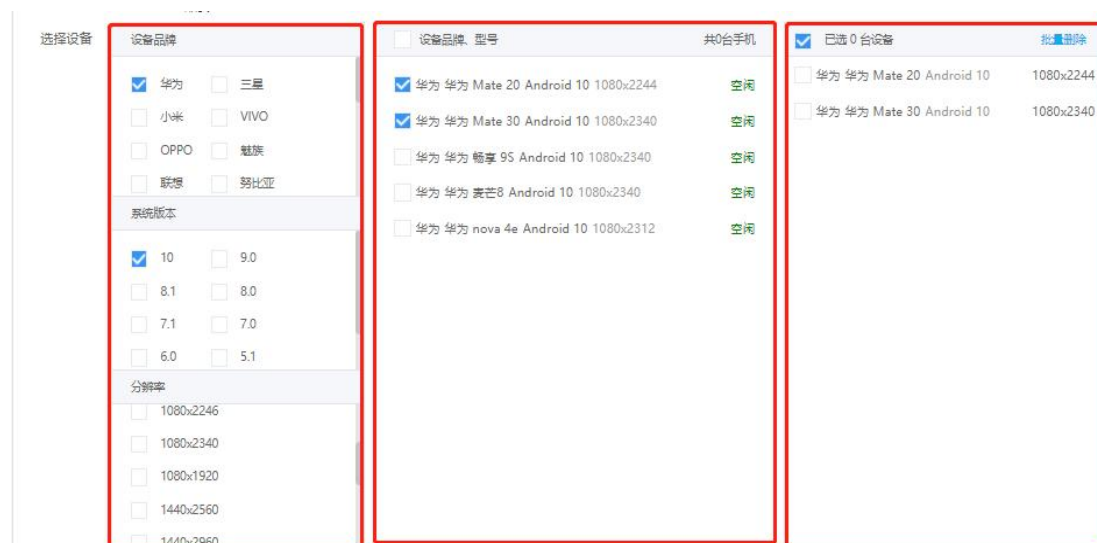 选择设备
设备品牌
华为 三星
小米 VIVO
OPPO 魅族
联想 努比亚
系统版本
10 9.0
8.1 8.0
7.1 7.0
6.0 5.1
分辨率
1080x2246
1080x2340
1080x1920
1440x2560
1440x2960
设备品牌、型号 共0台手机
华为 华为 Mate 20 Android 10 1080x2244 空闲
华为 华为 Mate 30 Android 10 1080x2340 空闲
华为 华为 畅享 9S Android 10 1080x2340 空闲
华为 华为 麦芒8 Android 10 1080x2340 空闲
华为 华为 nova 4e Android 10 1080x2312 空闲
已选 0 台设备 批量删除
华为 华为 Mate 20 Android 10 1080x2244
华为 华为 Mate 30 Android 10 1080x2340